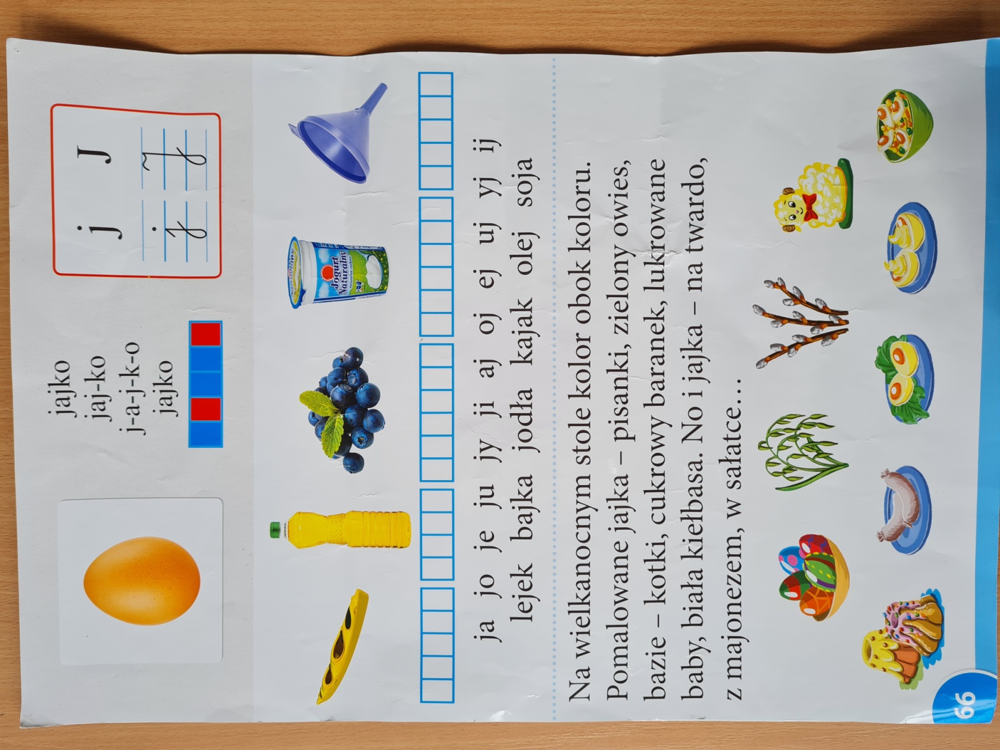 jajko
jaj-ko
j-a-j-k-o
jajko
j J
j J
Jogurt
Naturalny
ja jo je ju jy ji aj oj ej uj yj ij
lejek bajka jodła kajak olej soja
Na wielkanocnym stole kolor obok koloru.
Pomalowane jajka – pisanki, zielony owies,
bazie – kotki, cukrowy baranek, lukrowane
baby, biała kiełbasa. No i jajka – na twardo,
z majonezem, w sałatce…
66